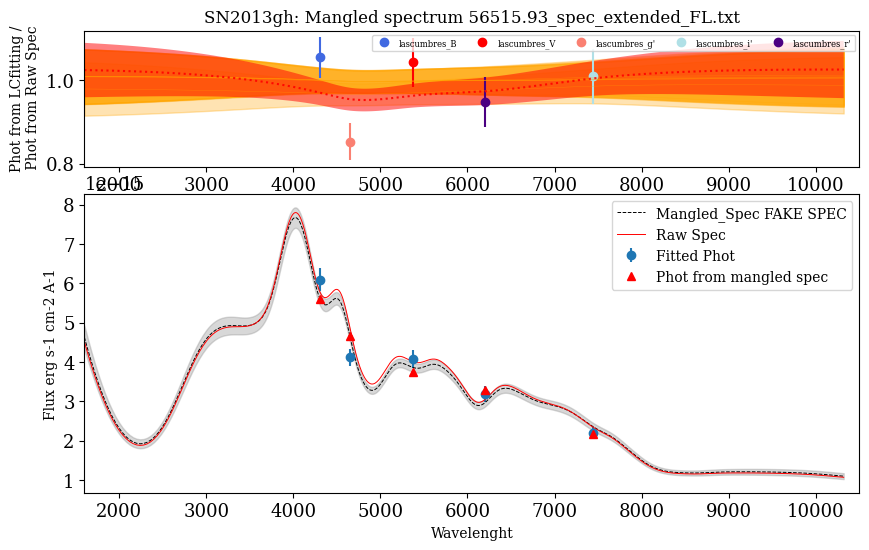 SN2013gh: Mangled spectrum 56515.93_spec_extended_FL.txt
Phot from LCfitting /
Phot from Raw Spec
lascumbres_B lascumbres_V lascumbres_g' lascumbres_i' lascumbres_r'
1.0
0.8
2000 3000 4000 5000 6000 7000 8000 9000 10000
Flux erg s-1 cm-2 A-1
Mangled_Spec FAKE SPEC
Raw Spec
Fitted Phot
Phot from mangled spec
8
7
6
5
4
3
2
1
2000 3000 4000 5000 6000 7000 8000 9000 10000
Wavelenght